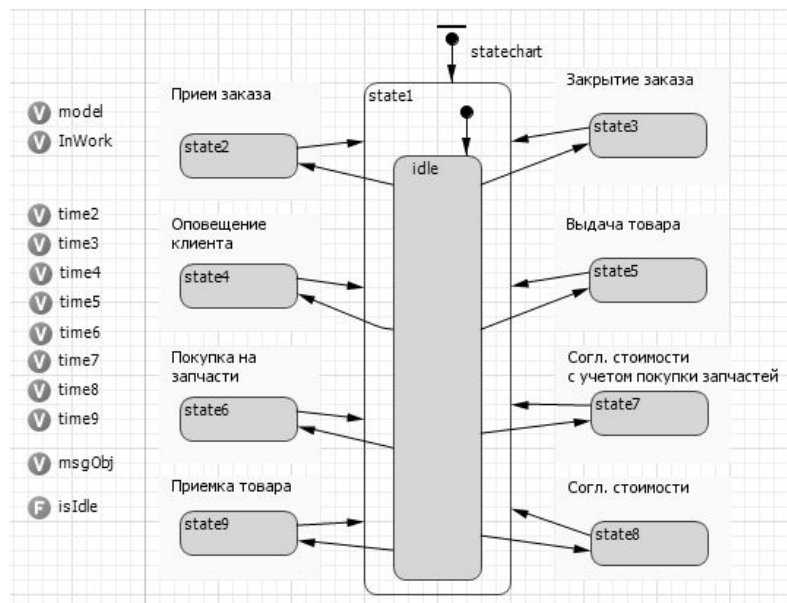 statechart
Прием заказа
state1
Закрытие заказа
model
InWork
state2
state3
idle
time2
time3
time4
time5
time6
time7
time8
time9
Оповещение
клиента
Выдача товара
state4
state5
Покупка на
запчасти
Согл. стоимости
с учетом покупки запчастей
state6
state7
msgObj
isIdle
Приемка товара
Согл. стоимости
state9
state8